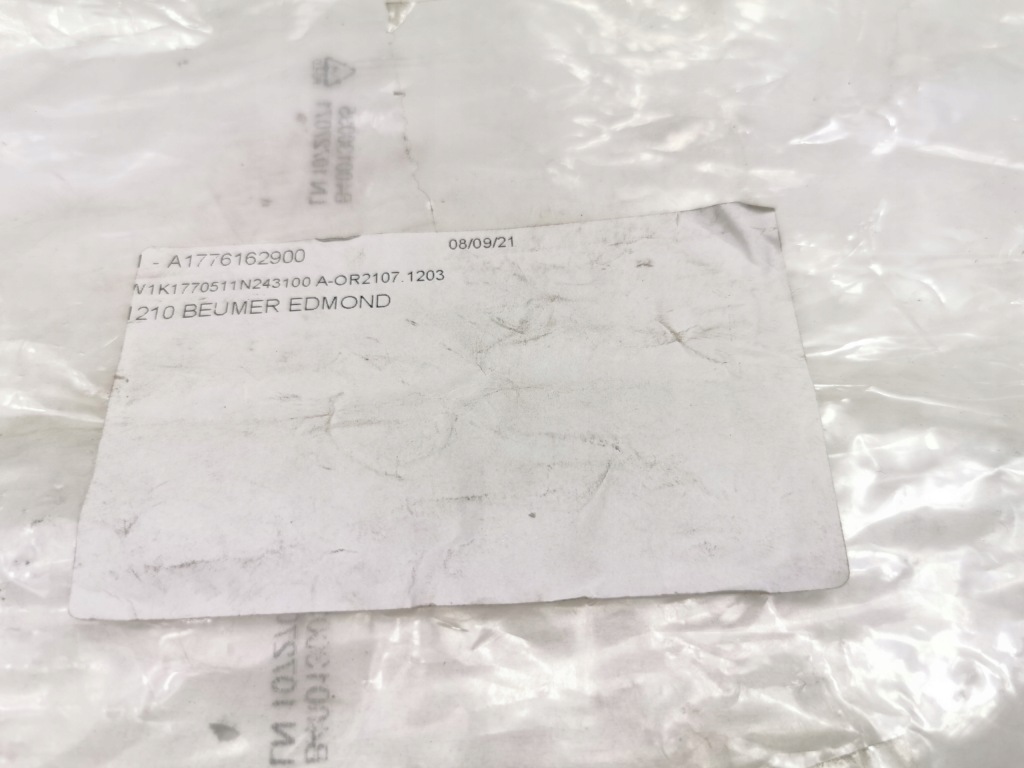 - A1776162900 08/09/21
W1K1770511N243100 A-OR2107.1203
1210 BEUMER EDMOND